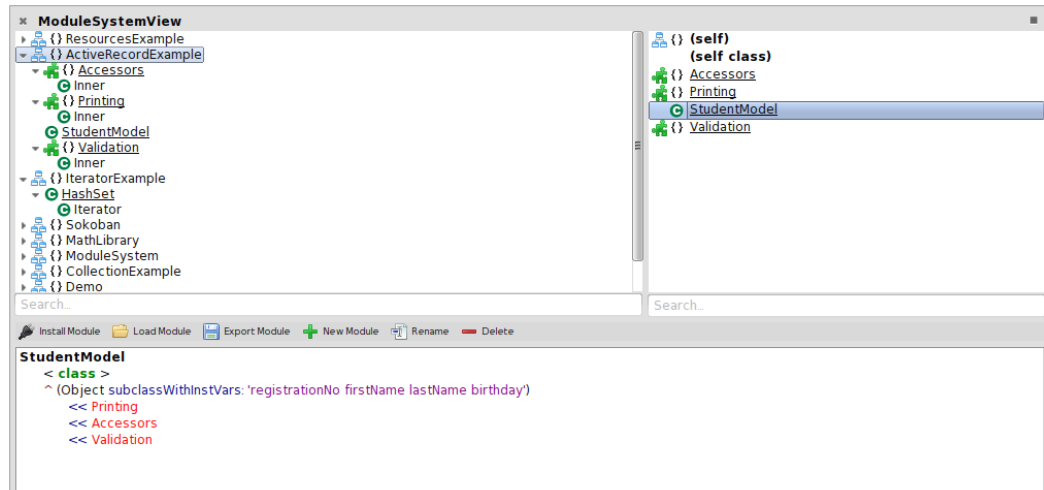 ModuleSystemView
{} ResourcesExample
{} ActiveRecordExample
{} Accessors
Inner
{} Printing
Inner
StudentModel
{} Validation
Inner
{} IteratorExample
HashSet
Iterator
{} Sokoban
{} MathLibrary
{} ModuleSystem
{} CollectionExample
{} Demo
Search...
{} (self)
(self class)
{} Accessors
{} Printing
StudentModel
{} Validation
Search...
Install Module Load Module Export Module New Module Rename Delete
StudentModel
< class >
^ (Object subclassWithInstVars: 'registrationNo firstName lastName birthday')
<< Printing
<< Accessors
<< Validation